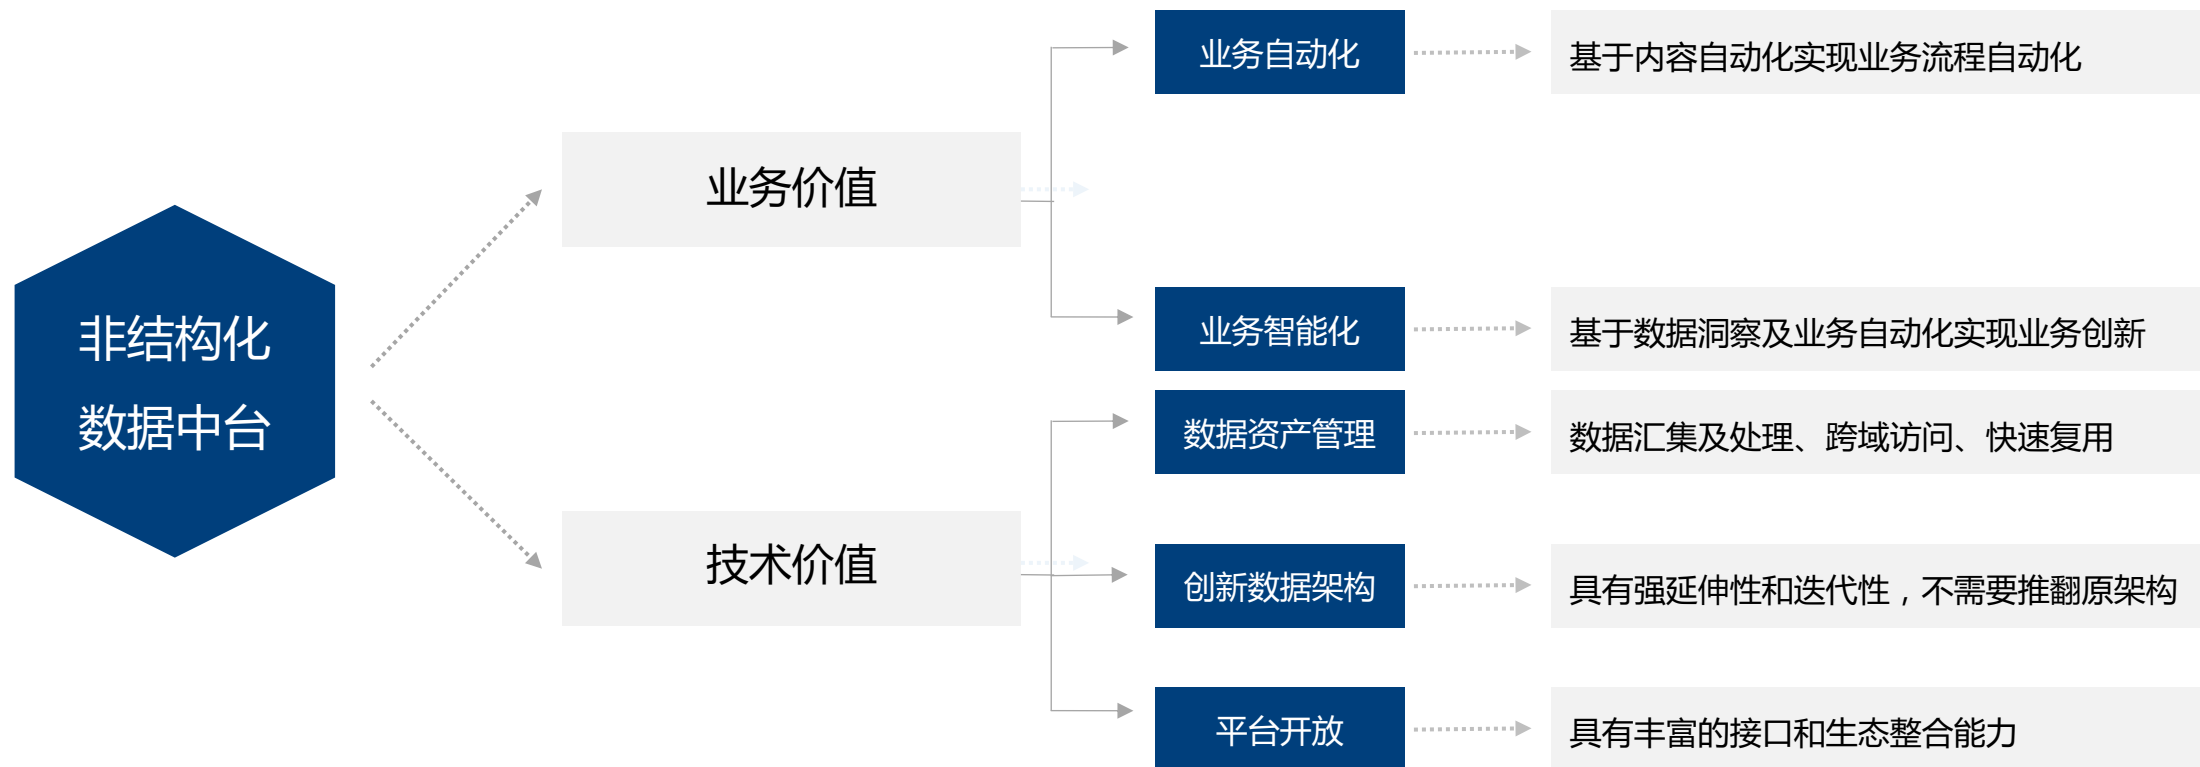 非结构化
数据中台
业务价值
业务自动化
基于内容自动化实现业务流程自动化
业务智能化
基于数据洞察及业务自动化实现业务创新
技术价值
数据资产管理
数据汇集及处理、跨域访问、快速复用
创新数据架构
具有强延伸性和迭代性，不需要推翻原架构
平台开放
具有丰富的接口和生态整合能力